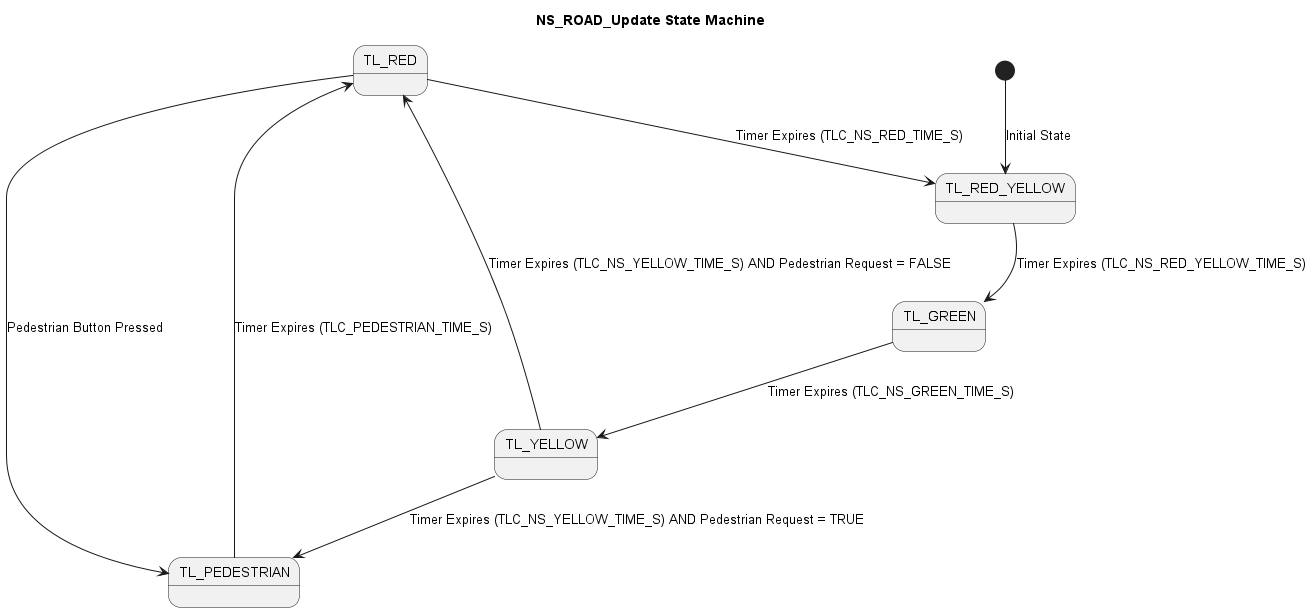 NS_ROAD_Update State Machine
TL_RED
Timer Expires (TLC_NS_RED_TIME_S)
Initial State
TL_RED_YELLOW
Timer Expires (TLC_NS_YELLOW_TIME_S) AND Pedestrian Request = FALSE
Timer Expires (TLC_NS_RED_YELLOW_TIME_S)
TL_GREEN
Pedestrian Button Pressed
Timer Expires (TLC_PEDESTRIAN_TIME_S)
Timer Expires (TLC_NS_GREEN_TIME_S)
TL_YELLOW
Timer Expires (TLC_NS_YELLOW_TIME_S) AND Pedestrian Request = TRUE
TL_PEDESTRIAN